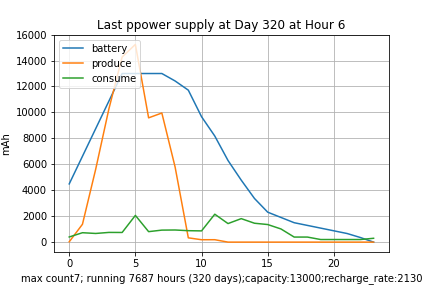 Last ppower supply at Day 320 at Hour 6
16000
14000
12000
10000
8000
6000
4000
2000
0
mAh
battery
produce
consume
0 5 10 15 20
max count7; running 7687 hours (320 days);capacity:13000;recharge_rate:2130